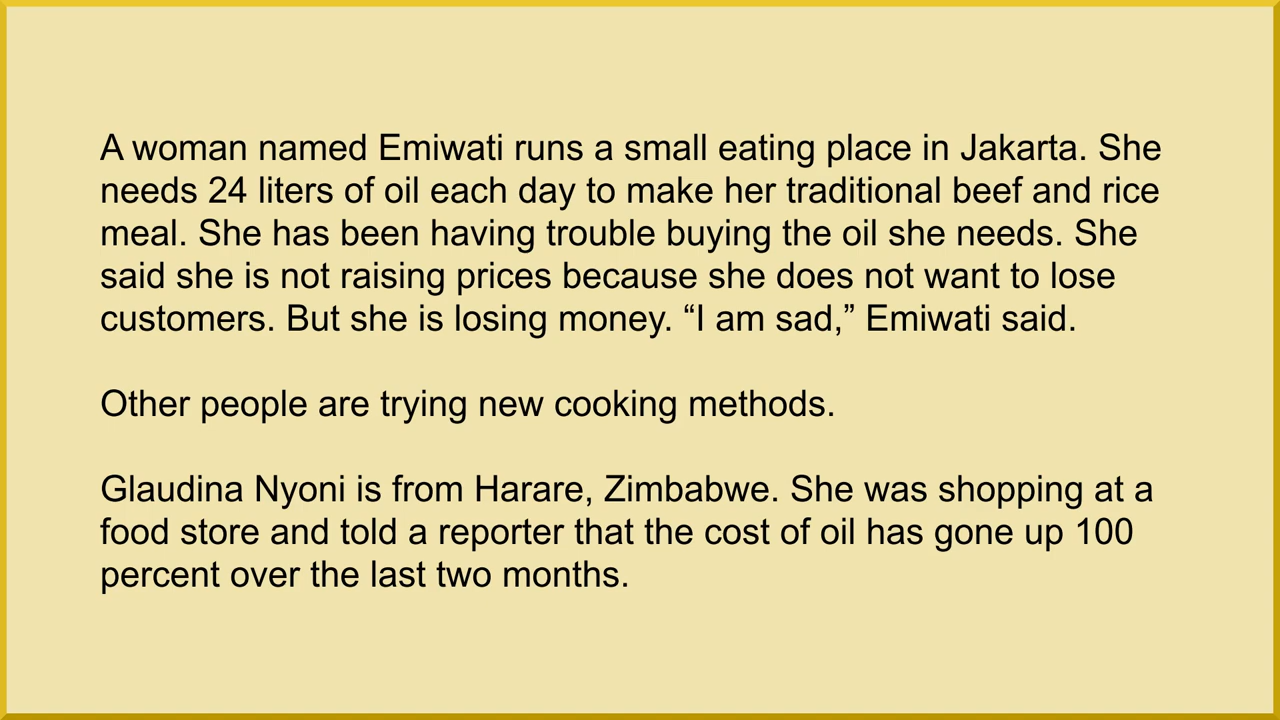 A woman named Emiwati runs a small eating place in Jakarta. She
needs 24 liters of oil each day to make her traditional beef and rice
meal. She has been having trouble buying the oil she needs. She
said she is not raising prices because she does not want to lose
customers. But she is losing money. “I am sad,” Emiwati said.
Other people are trying new cooking methods.
Glaudina Nyoni is from Harare, Zimbabwe. She was shopping at a
food store and told a reporter that the cost of oil has gone up 100
percent over the last two months.